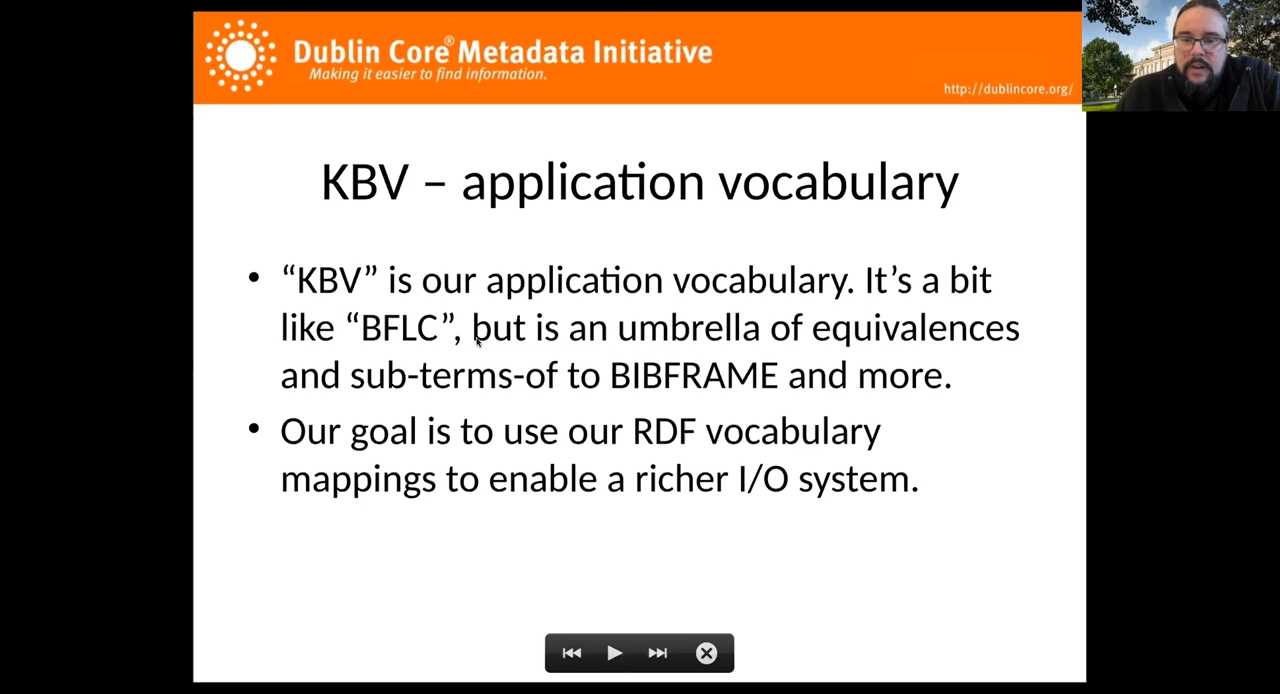 Dublin Core® Metadata Initiative
Making it easier to find information.
http://dublincore.org/
KBV – application vocabulary
• “KBV” is our application vocabulary. It’s a bit
like “BFLC”, but is an umbrella of equivalences
and sub-terms-of to BIBFRAME and more.
• Our goal is to use our RDF vocabulary
mappings to enable a richer I/O system.